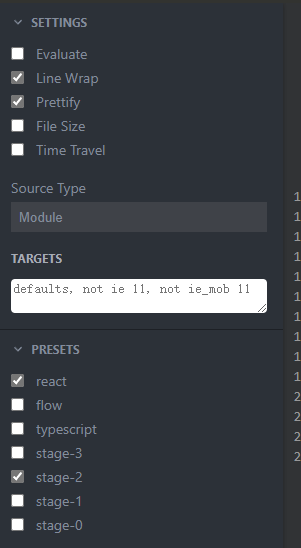 SETTINGS
Evaluate
Line Wrap
Prettify
File Size
Time Travel
Source Type
Module
TARGETS
defaults, not ie 11, not ie_mob 11
PRESETS
react
flow
typescript
stage-3
stage-2
stage-1
stage-0
1
1
1
1
1
1
1
1
1
1
2
2
2
2